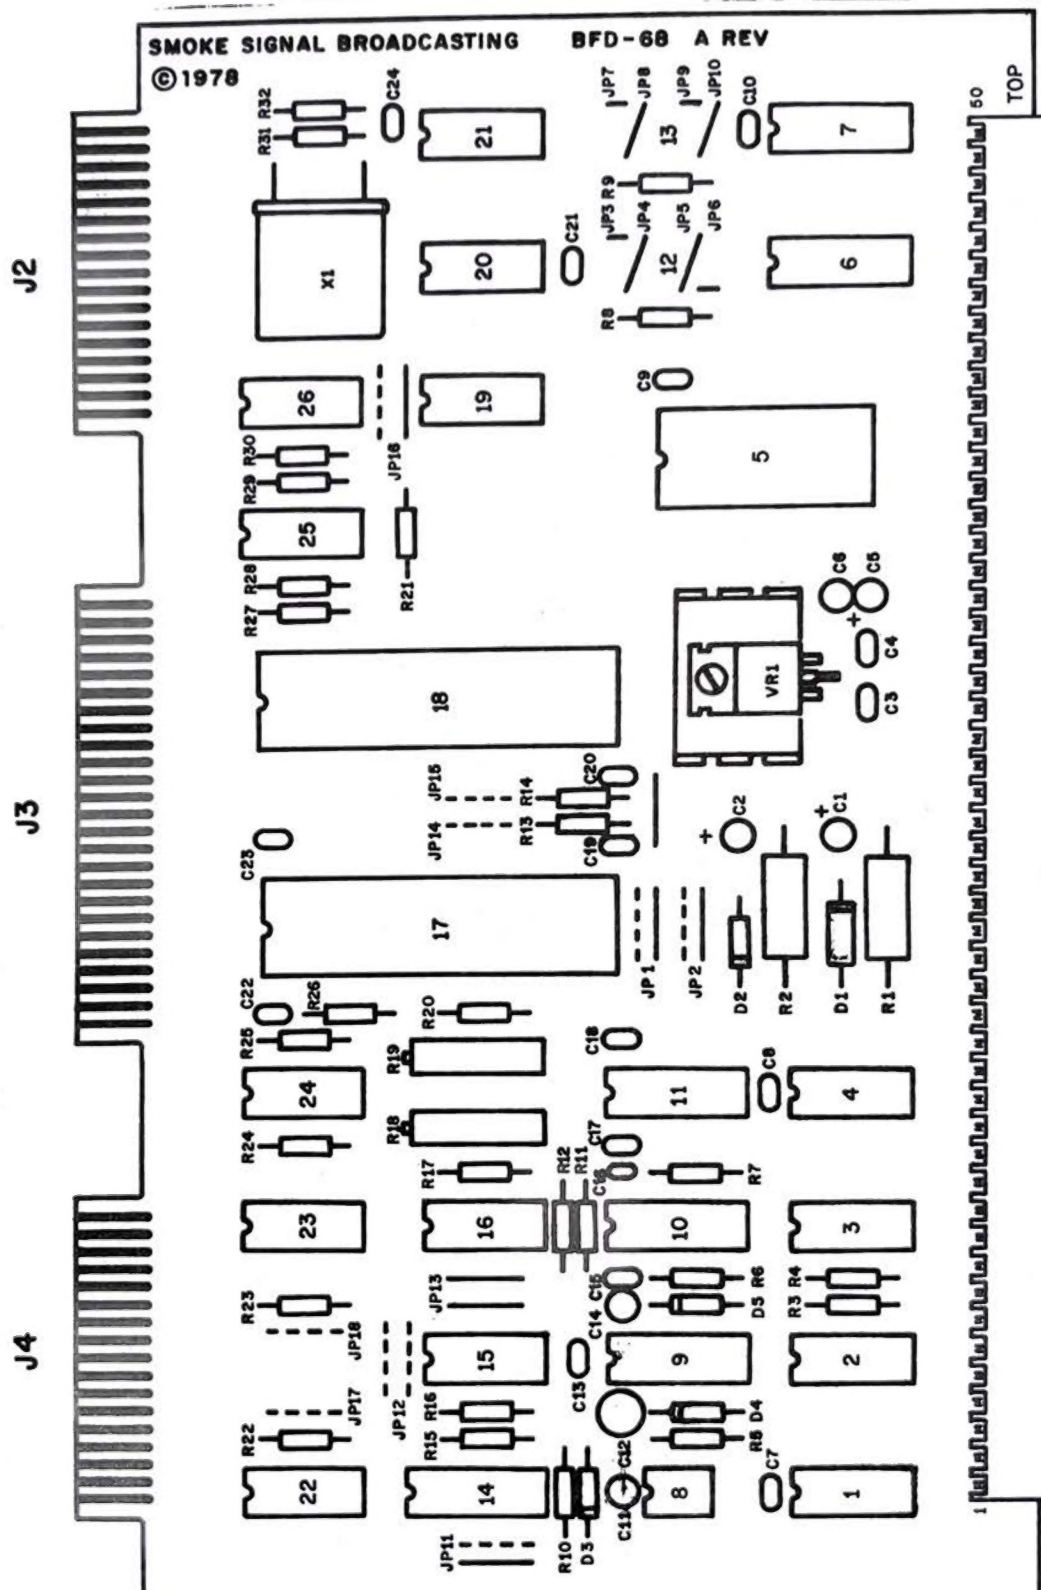 SMOKE SIGNAL BROADCASTING BFD-68 A REV
©1978
J2
J3
J4
TOP
50
1
R32
R31
C24
21
JP7
JP8
JP9
JP10
C10
13
7
R9
X1
20
C21
JP3
JP4
JP5
JP6
12
6
R8
26
JP16
19
C9
5
R30
R29
25
R21
R28
R27
18
VR1
C6
C5
+
C4
C3
JP15
R14
C20
JP14
R13
C19
C23
+
C2
+
C1
17
JP1
JP2
D2
R2
D1
R1
C22
R26
R25
R20
R19
C18
24
11
C8
4
R18
R24
R17
C17
R12
R11
C16
R7
23
16
10
3
JP13
C15
R6
R4
R23
C14
D5
R3
JP18
15
9
2
C13
JP17
JP12
R16
D4
R22
R15
C12
R5
C7
22
14
C11
+
8
1
JP11
R10
D3